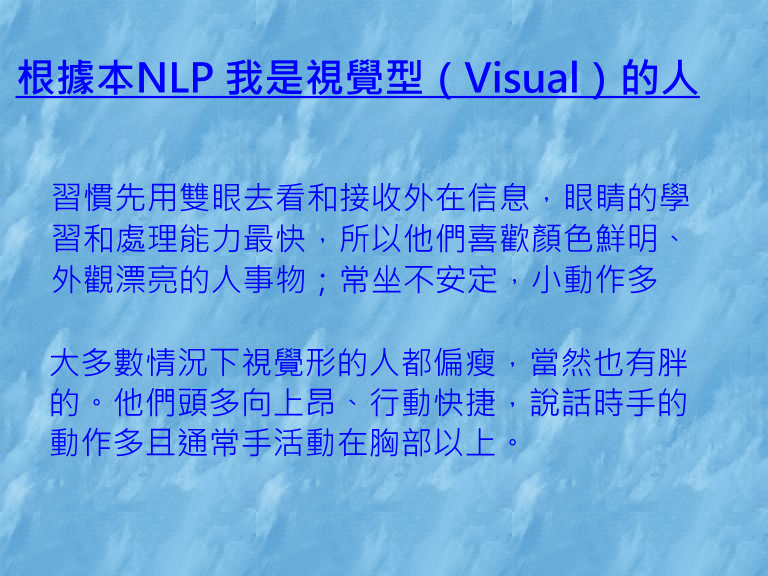 根據本NLP 我是視覺型（Visual）的人
習慣先用雙眼去看和接收外在信息，眼睛的學
習和處理能力最快，所以他們喜歡顏色鮮明、
外觀漂亮的人事物；常坐不安定，小動作多
大多數情況下視覺形的人都偏瘦，當然也有胖
的。他們頭多向上昂、行動快捷，說話時手的
動作多且通常手活動在胸部以上。